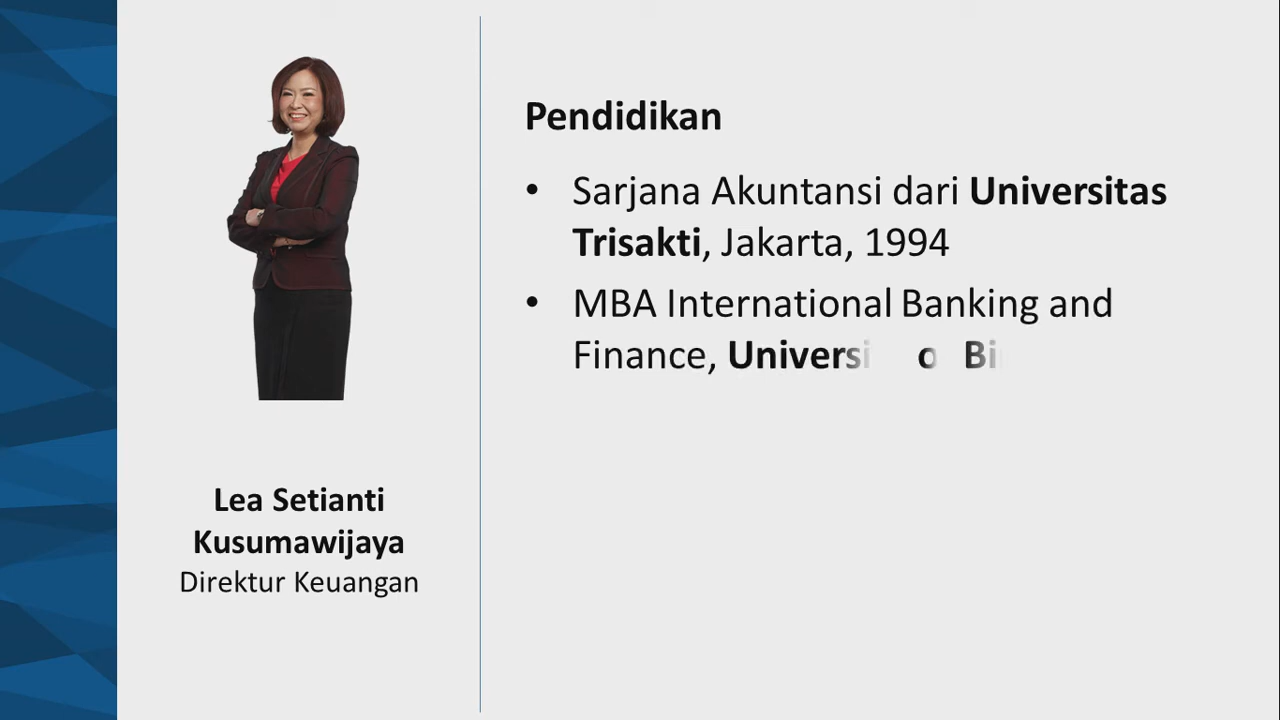 Lea Setianti
Kusumawijaya
Direktur Keuangan
Pendidikan
• Sarjana Akuntansi dari Universitas
Trisakti, Jakarta, 1994
• MBA International Banking and
Finance,